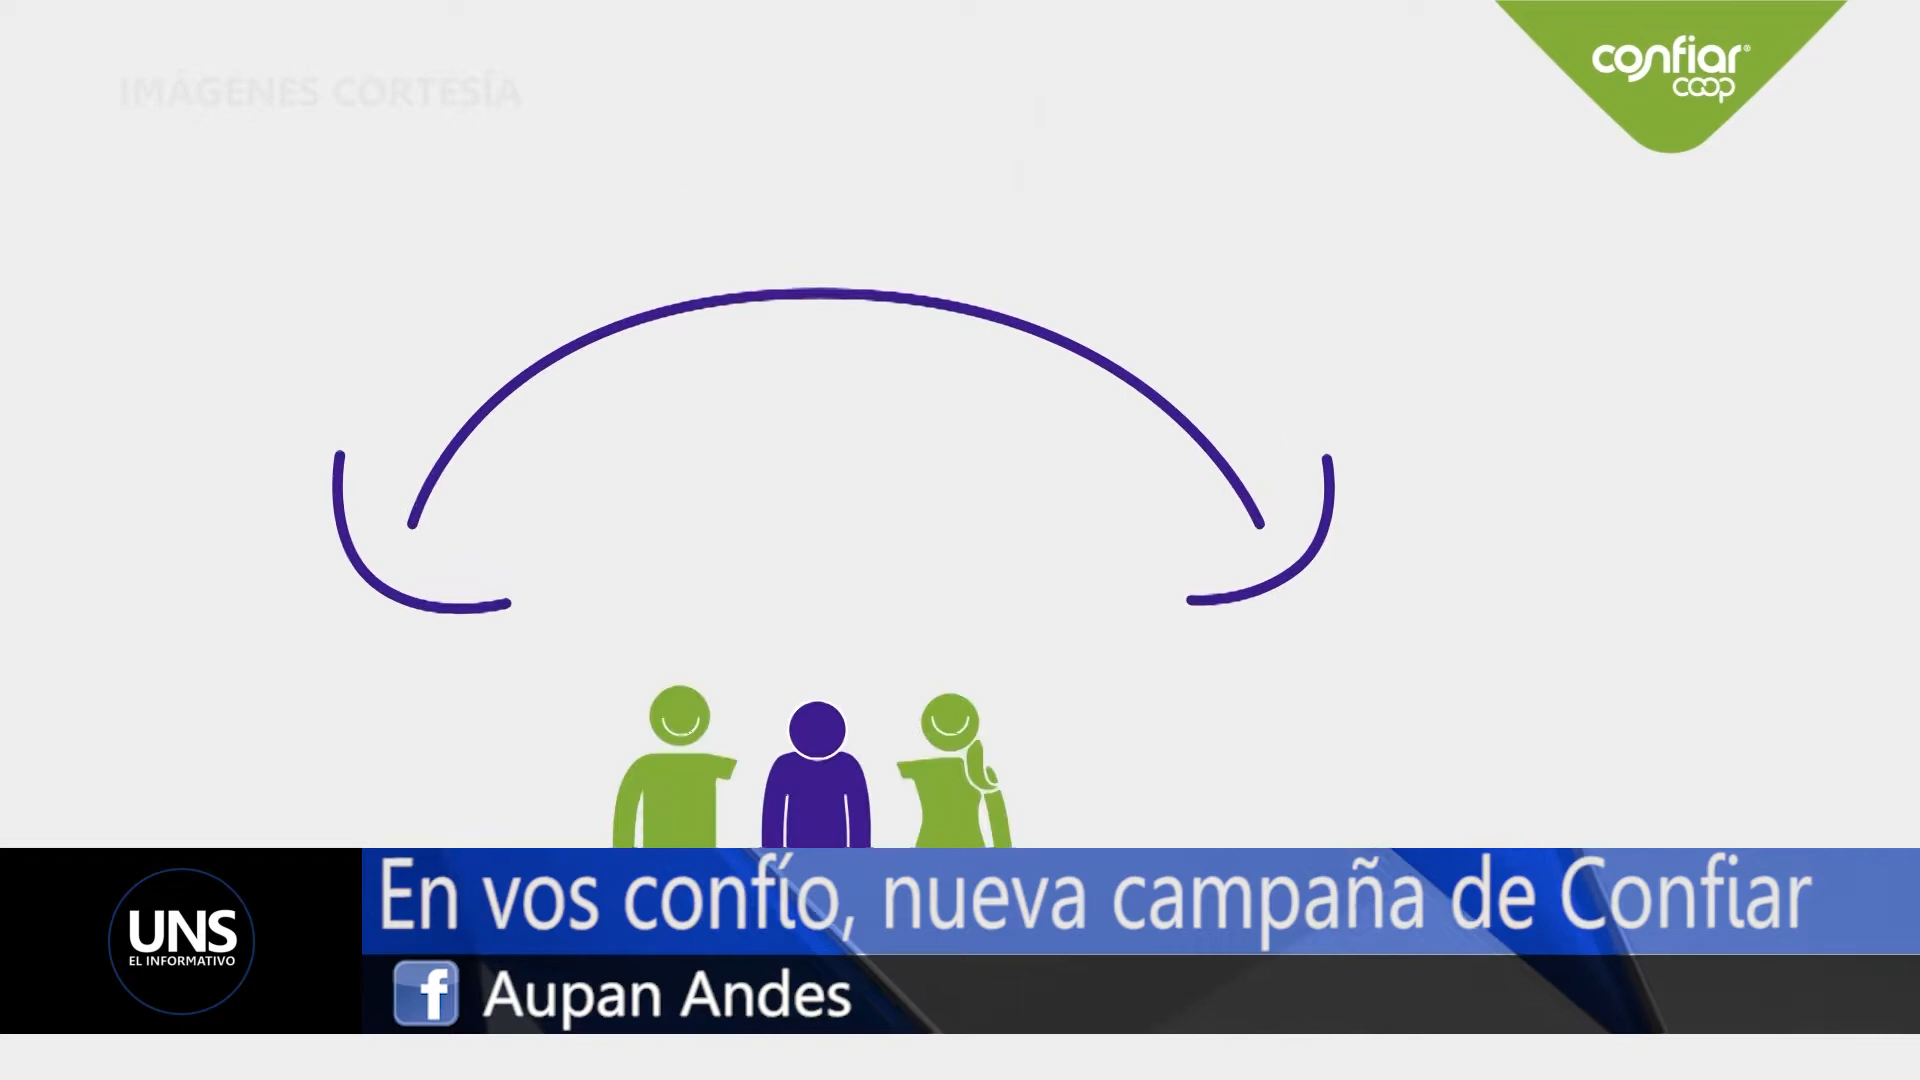 IMÁGENES CORTESÍA
confiar®
coop
En vos confío, nueva campaña de Confiar
UNS
EL INFORMATIVO
f Aupan Andes